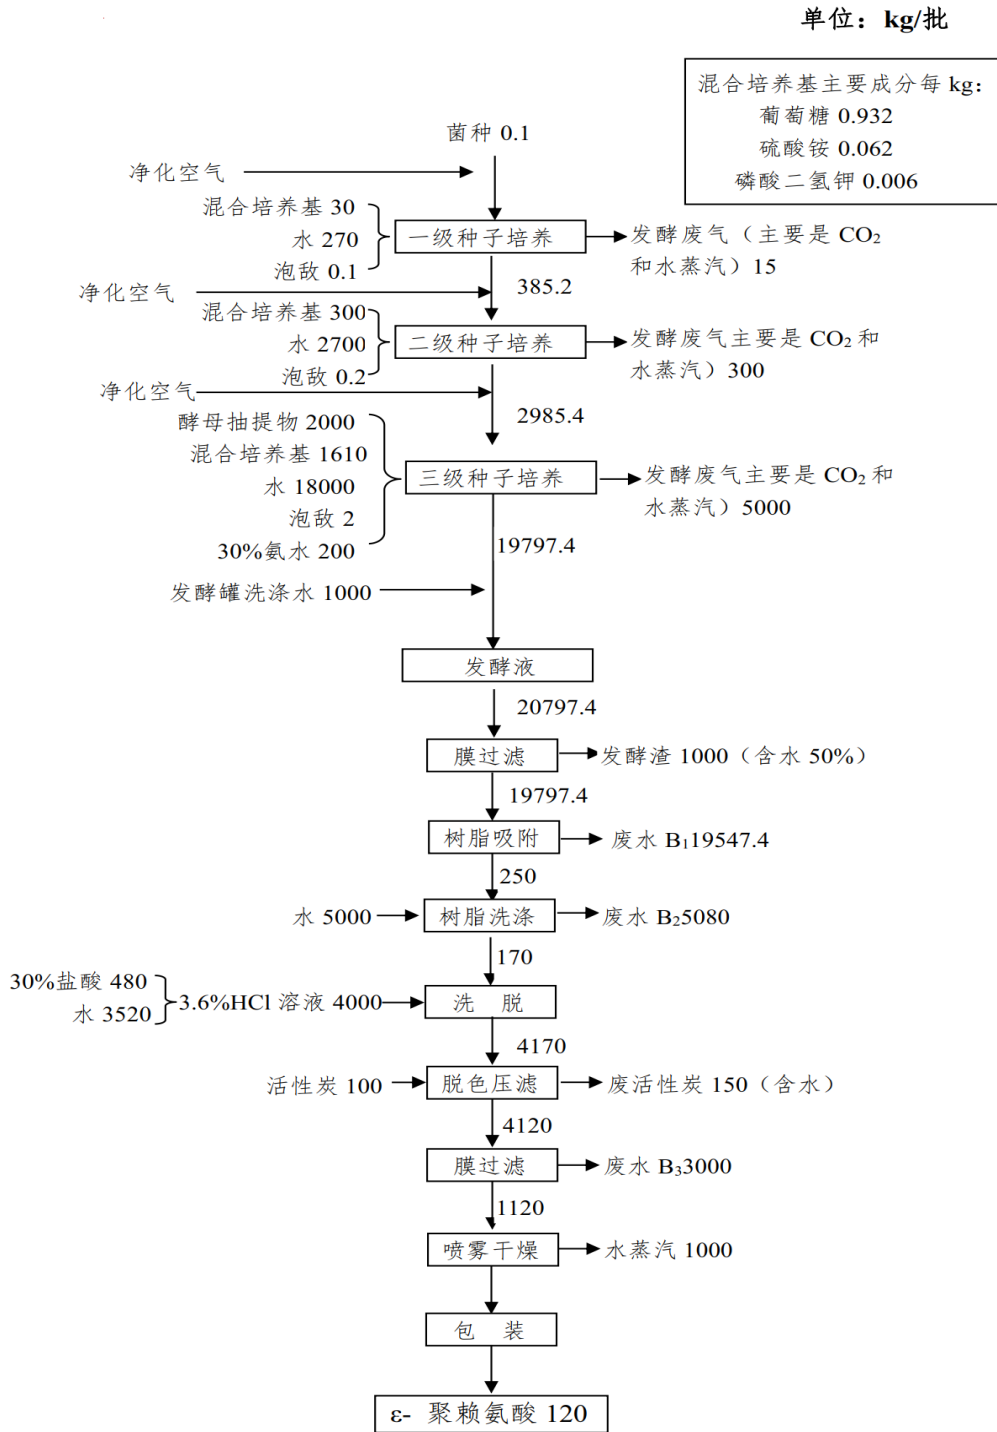 单位：kg/批
混合培养基主要成分每 kg：
葡萄糖 0.932
硫酸铵 0.062
磷酸二氢钾 0.006
菌种 0.1
净化空气
混合培养基 30
水 270
泡敌 0.1
一级种子培养
发酵废气（主要是 CO₂
和水蒸汽）15
385.2
净化空气
混合培养基 300
水 2700
泡敌 0.2
二级种子培养
发酵废气主要是 CO₂ 和
水蒸汽）300
净化空气
2985.4
酵母抽提物 2000
混合培养基 1610
水 18000
泡敌 2
30%氨水 200
三级种子培养
发酵废气主要是 CO₂ 和
水蒸汽）5000
19797.4
发酵罐洗涤水 1000
发酵液
20797.4
膜过滤
发酵渣 1000（含水 50%）
19797.4
树脂吸附
废水 B₁19547.4
250
水 5000
树脂洗涤
废水 B₂5080
170
30%盐酸 480
水 3520
3.6%HCl 溶液 4000
洗 脱
4170
活性炭 100
脱色压滤
废活性炭 150（含水）
4120
膜过滤
废水 B₃3000
1120
喷雾干燥
水蒸汽 1000
包 装
ε- 聚赖氨酸 120